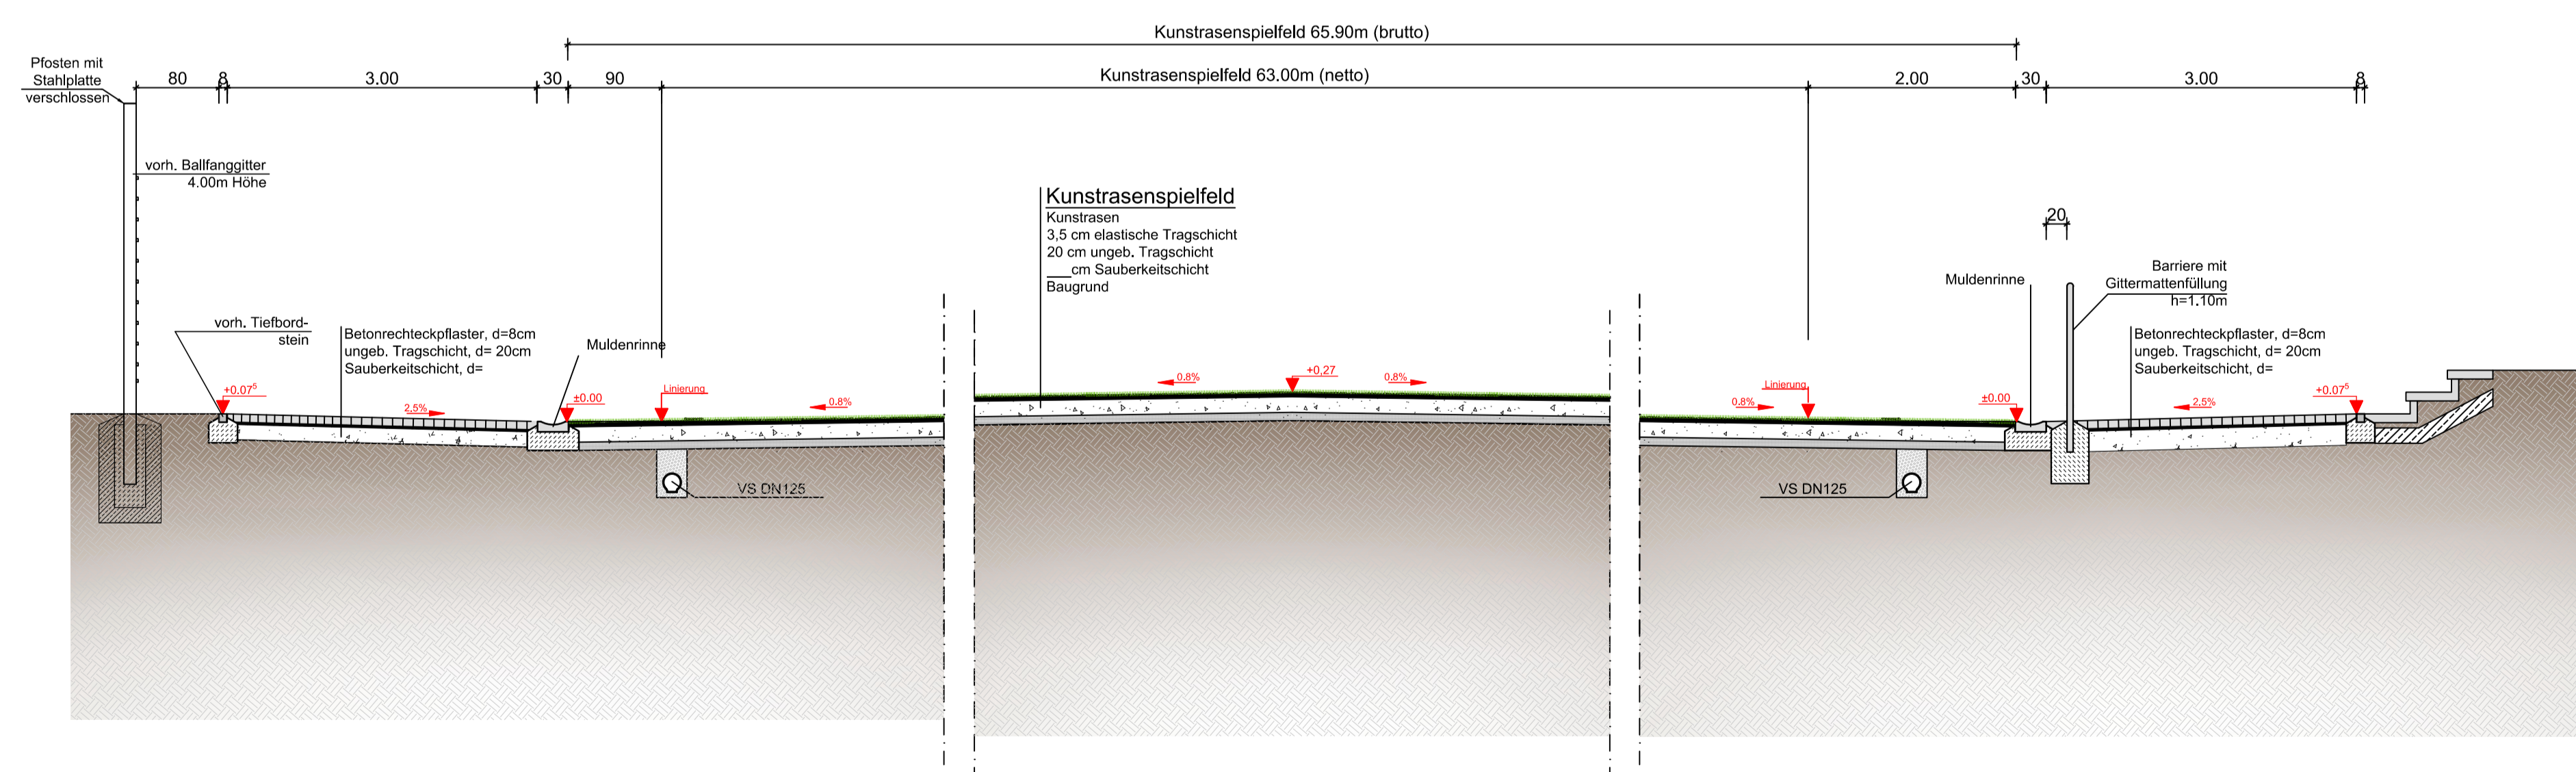 Kunstrasenspielfeld 65.90m (brutto)
Pfosten mit
Stahlplatte
verschlossen
80 8 3.00 30 90 Kunstrasenspielfeld 63.00m (netto) 2.00 30 3.00 8
vorh. Ballfanggitter
4.00m Höhe
Kunstrasenspielfeld
Kunstrasen
3,5 cm elastische Tragschicht
20 cm ungeb. Tragschicht
___cm Sauberkeitschicht
Baugrund
20
Muldenrinne
Barriere mit
Gittermattenfüllung
h=1.10m
vorh. Tiefbord-
stein
Betonrechteckpflaster, d=8cm
ungeb. Tragschicht, d= 20cm
Sauberkeitschicht, d=
Muldenrinne
Betonrechteckpflaster, d=8cm
ungeb. Tragschicht, d= 20cm
Sauberkeitschicht, d=
+0.07⁵
2,5%
±0.00
Linierung
0.8%
0.8%
+0,27
0.8%
Linierung
0.8%
±0.00
2,5%
+0.07⁵
VS DN125
VS DN125